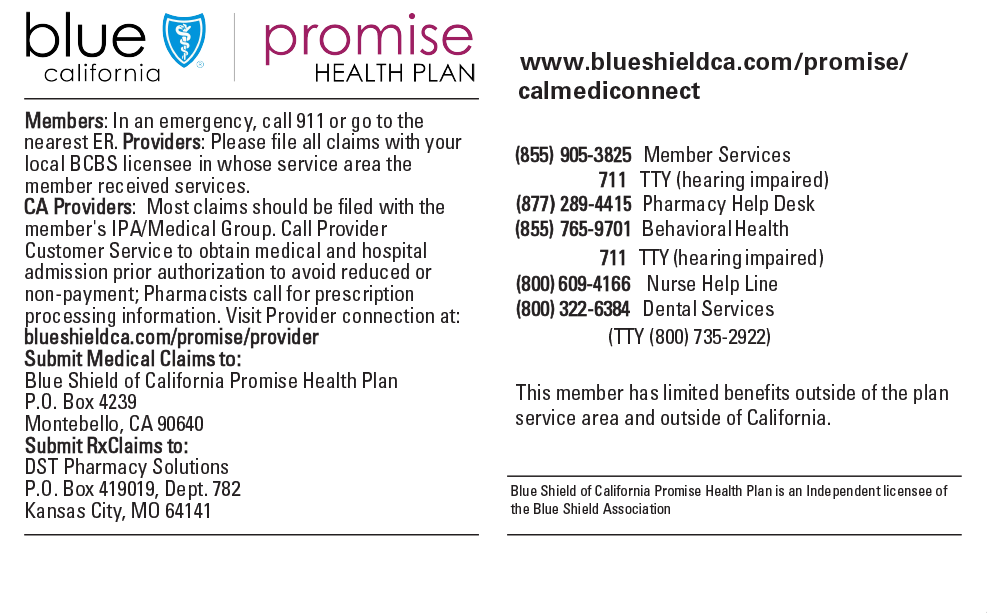 blue
california
promise
HEALTH PLAN
Members: In an emergency, call 911 or go to the
nearest ER. Providers: Please file all claims with your
local BCBS licensee in whose service area the
member received services.
CA Providers:  Most claims should be filed with the
member's IPA/Medical Group. Call Provider
Customer Service to obtain medical and hospital
admission prior authorization to avoid reduced or
non-payment; Pharmacists call for prescription
processing information. Visit Provider connection at:
blueshieldca.com/promise/provider
Submit Medical Claims to:
Blue Shield of California Promise Health Plan
P.O. Box 4239
Montebello, CA 90640
Submit RxClaims to:
DST Pharmacy Solutions
P.O. Box 419019, Dept. 782
Kansas City, MO 64141
www.blueshieldca.com/promise/
calmediconnect
(855) 905-3825 Member Services
711 TTY (hearing impaired)
(877) 289-4415 Pharmacy Help Desk
(855) 765-9701 Behavioral Health
711 TTY (hearing impaired)
(800) 609-4166 Nurse Help Line
(800) 322-6384 Dental Services
(TTY (800) 735-2922)
This member has limited benefits outside of the plan
service area and outside of California.
Blue Shield of California Promise Health Plan is an Independent licensee of
the Blue Shield Association